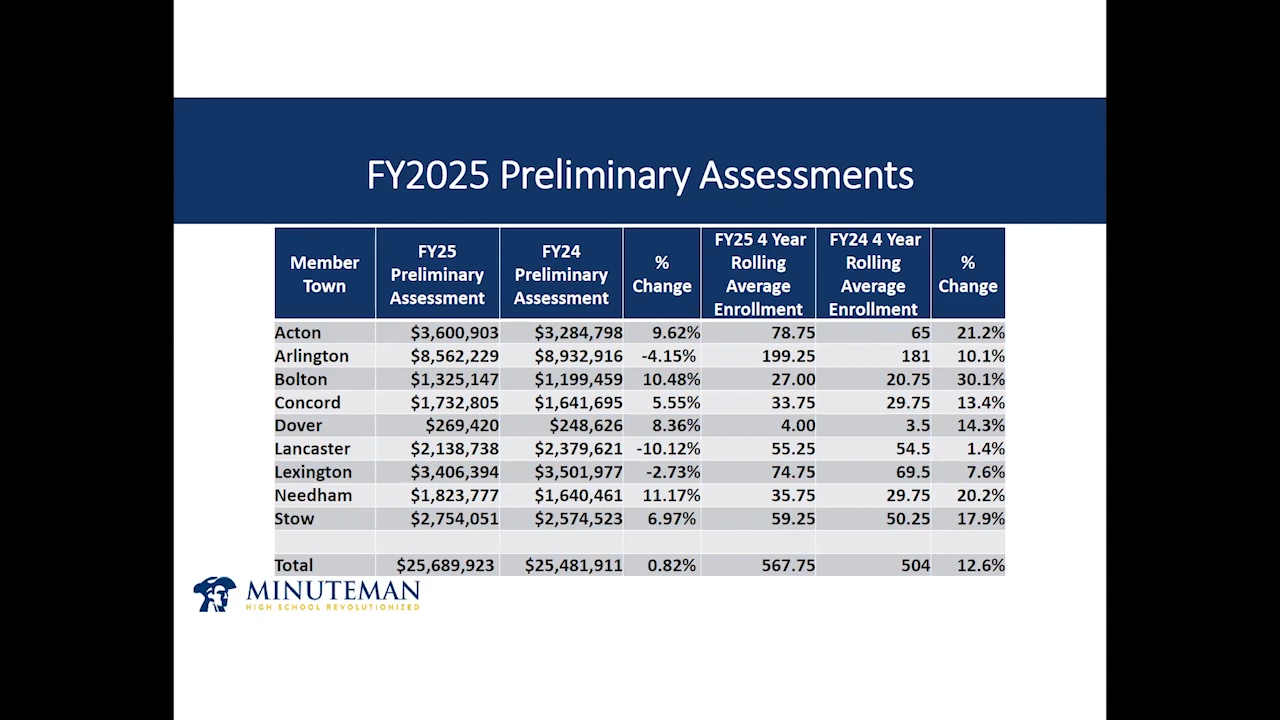 FY2025 Preliminary Assessments
Member Town FY25 Preliminary Assessment FY24 Preliminary Assessment % Change FY25 4 Year Rolling Average Enrollment FY24 4 Year Rolling Average Enrollment % Change
Acton $3,600,903 $3,284,798 9.62% 78.75 65 21.2%
Arlington $8,562,229 $8,932,916 -4.15% 199.25 181 10.1%
Bolton $1,325,147 $1,199,459 10.48% 27.00 20.75 30.1%
Concord $1,732,805 $1,641,695 5.55% 33.75 29.75 13.4%
Dover $269,420 $248,626 8.36% 4.00 3.5 14.3%
Lancaster $2,138,738 $2,379,621 -10.12% 55.25 54.5 1.4%
Lexington $3,406,394 $3,501,977 -2.73% 74.75 69.5 7.6%
Needham $1,823,777 $1,640,461 11.17% 35.75 29.75 20.2%
Stow $2,754,051 $2,574,523 6.97% 59.25 50.25 17.9%
Total $25,689,923 $25,481,911 0.82% 567.75 504 12.6%
MINUTEMAN
HIGH SCHOOL REVOLUTIONIZED